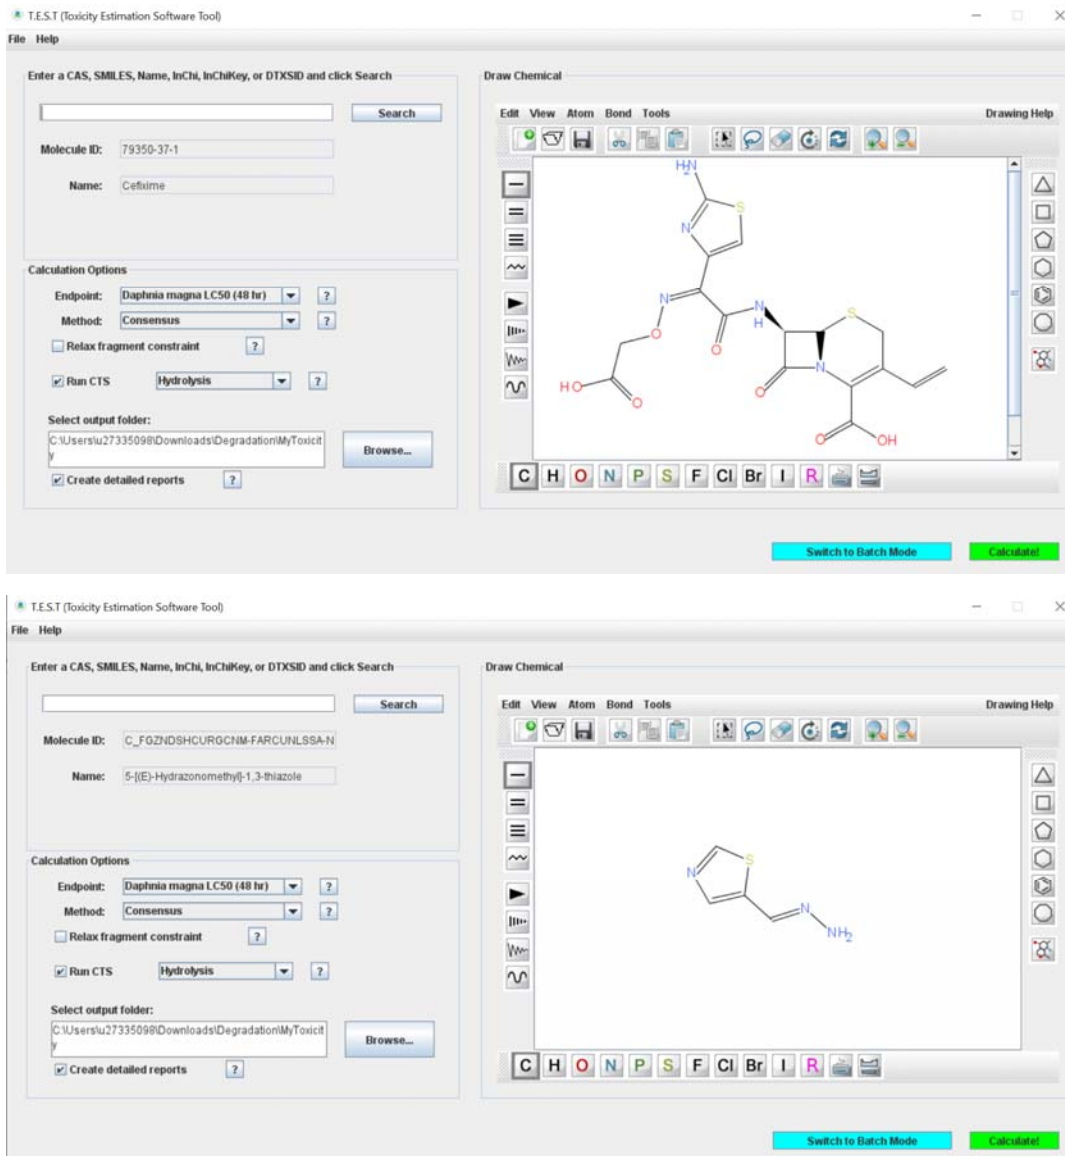 T.E.S.T (Toxicity Estimation Software Tool)
File Help
Enter a CAS, SMILES, Name, InChi, InChiKey, or DTXSID and click Search
Search
Molecule ID: 79350-37-1
Name: Cefixime
Calculation Options
Endpoint: Daphnia magna LC50 (48 hr) ?
Method: Consensus ?
Relax fragment constraint ?
Run CTS Hydrolysis ?
Select output folder:
C:\Users\u27335098\Downloads\Degradation\MyToxicit
y
Browse...
Create detailed reports ?
Draw Chemical
Edit View Atom Bond Tools Drawing Help
H2N
S
N
N
N
H
S
O
O
O
N
HO
O
O
OH
C H O N P S F Cl Br I R
Switch to Batch Mode Calculate!
T.E.S.T (Toxicity Estimation Software Tool)
File Help
Enter a CAS, SMILES, Name, InChi, InChiKey, or DTXSID and click Search
Search
Molecule ID: C_FGZNDSHCURGCNM-FARCUNLSSA-N
Name: 5-[(E)-Hydrazonomethyl]-1,3-thiazole
Calculation Options
Endpoint: Daphnia magna LC50 (48 hr) ?
Method: Consensus ?
Relax fragment constraint ?
Run CTS Hydrolysis ?
Select output folder:
C:\Users\u27335098\Downloads\Degradation\MyToxicit
y
Browse...
Create detailed reports ?
Draw Chemical
Edit View Atom Bond Tools Drawing Help
S
N
N
NH2
C H O N P S F Cl Br I R
Switch to Batch Mode Calculate!